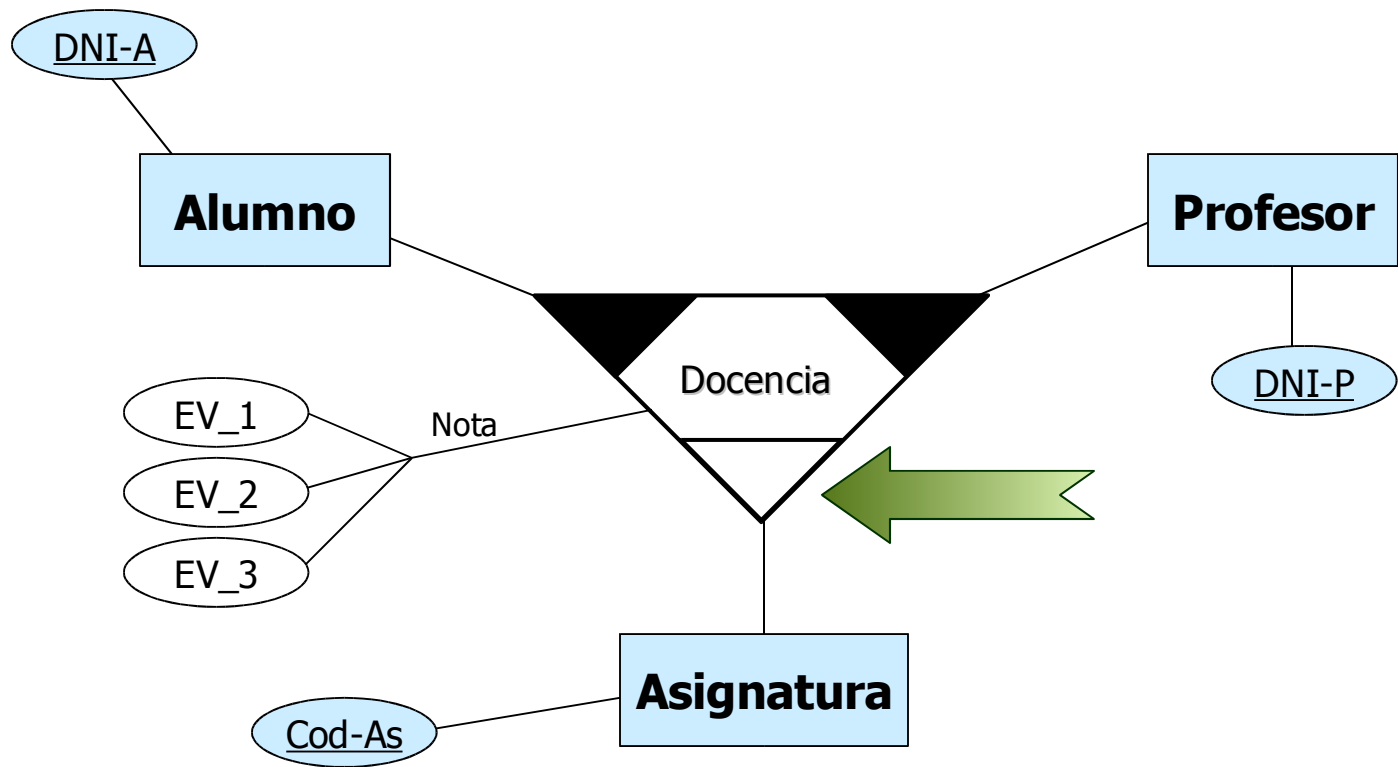 DNI-A
Alumno
Profesor
Docencia
DNI-P
EV_1
Nota
EV_2
EV_3
Asignatura
Cod-As